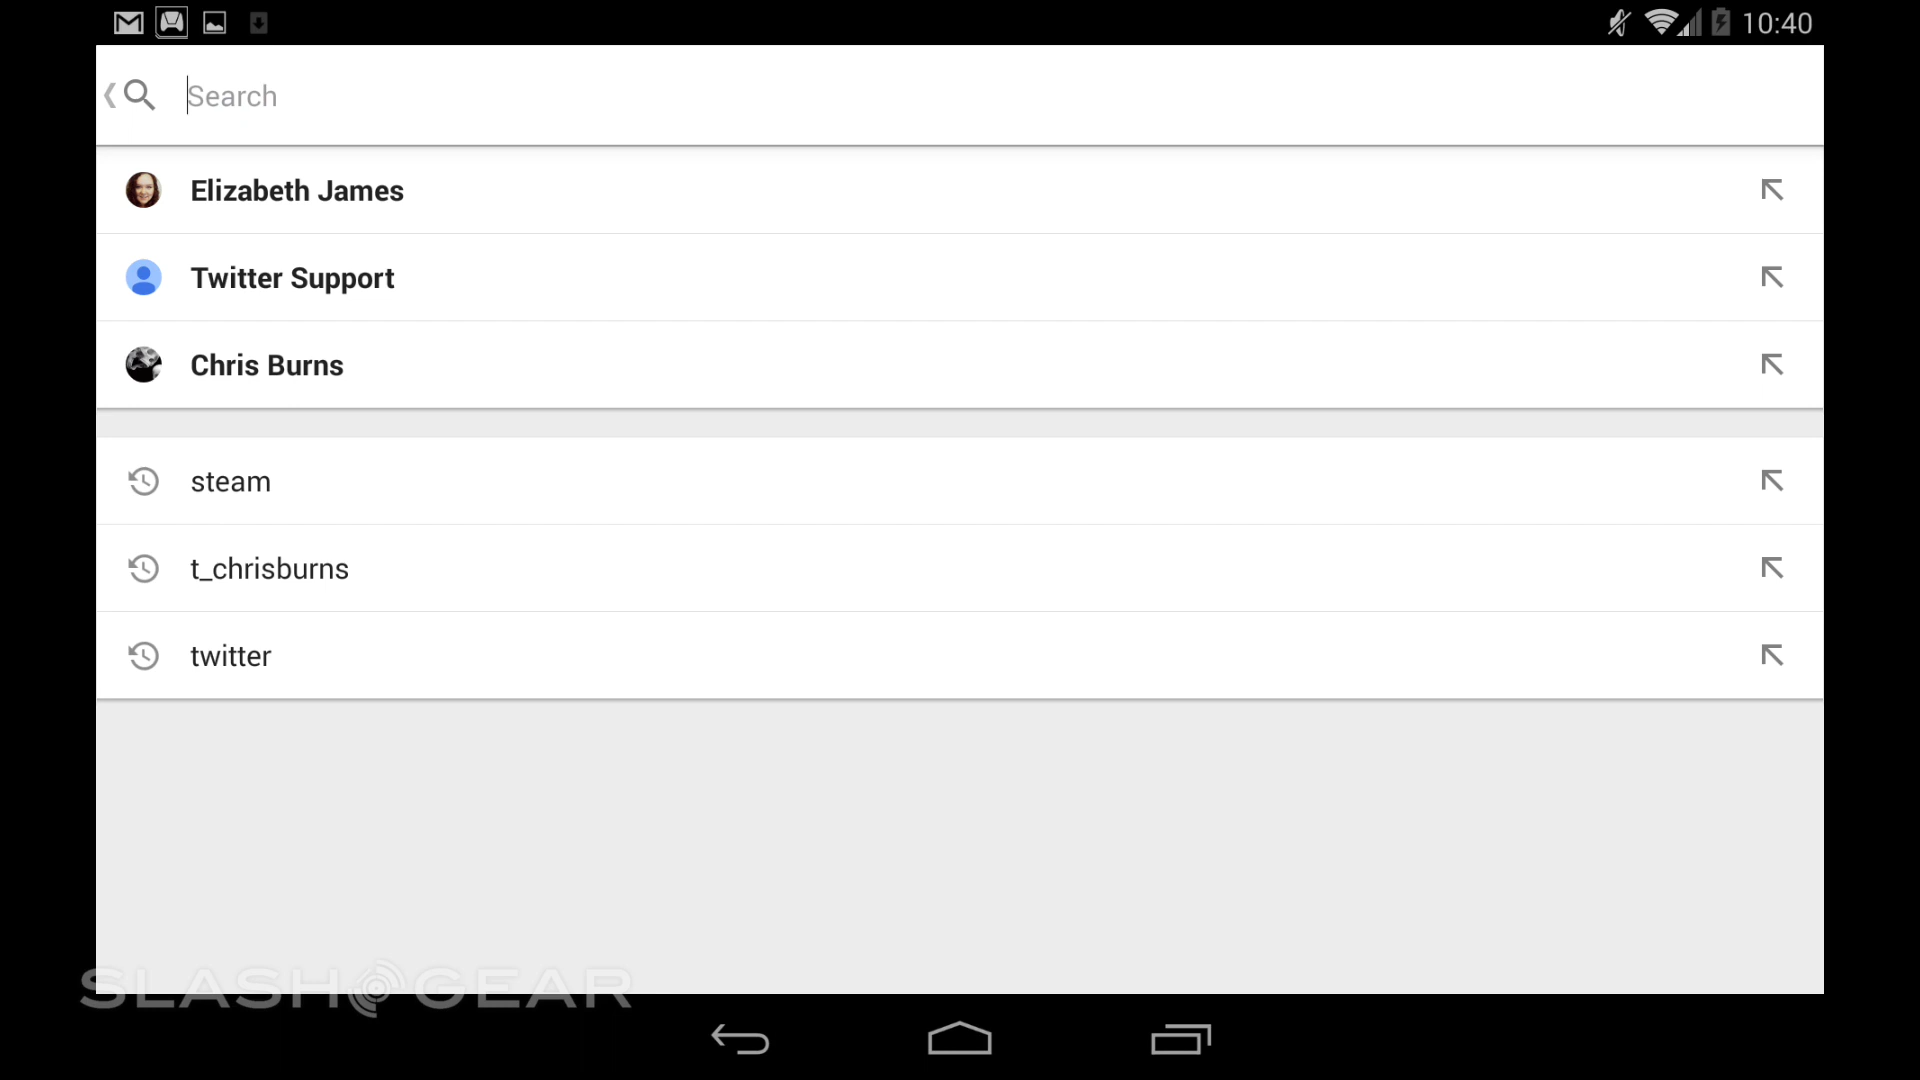 10:40
Search
Elizabeth James
Twitter Support
Chris Burns
steam
t_chrisburns
twitter
SLASHGEAR